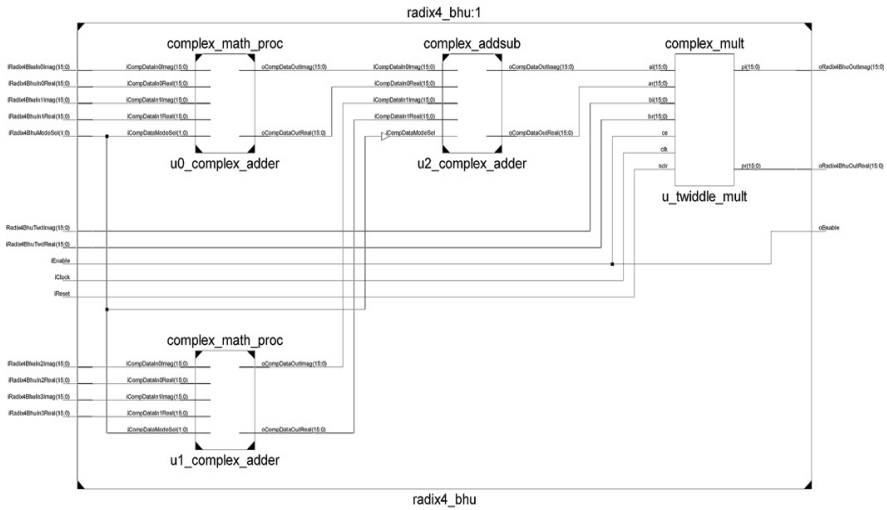 radix4_bhu:1
complex_math_proc
complex_addsub
complex_mult
iRadix4BheIn0Imag(15:0)
iCompDataIn0Imag(15:0)
oCompDataOutImag(15:0)
iCompDataIn0Imag(15:0)
oCompDataOutImag(15:0)
ai(15:0)
pi(15:0)
oRadix4BhuOutImag(15:0)
iRadix4BhuIn0Real(15:0)
iCompDataIn0Real(15:0)
iCompDataIn0Real(15:0)
ar(15:0)
iRadix4BheIn1Imag(15:0)
iCompDataIn1Imag(15:0)
iCompDataIn1Imag(15:0)
bi(15:0)
iRadix4BhuIn1Real(15:0)
iCompDataIn1Real(15:0)
iCompDataIn1Real(15:0)
br(15:0)
iRadix4BhuModeSel(1:0)
iCompDataModeSel(1:0)
oCompDataOutReal(15:0)
iCompDataModeSel
oCompDataOutReal(15:0)
ce
clk
nclr
pr(15:0)
oRadix4BhuOutReal(15:0)
u0_complex_adder
u2_complex_adder
u_twiddle_mult
Radix4BhuTwdImag(15:0)
oEnable
iRadix4BhuTwdReal(15:0)
iEnable
iClock
iReset
complex_math_proc
iRadix4BheIn2Imag(15:0)
iCompDataIn0Imag(15:0)
oCompDataOutImag(15:0)
iRadix4BhuIn2Real(15:0)
iCompDataIn0Real(15:0)
iRadix4BheIn3Imag(15:0)
iCompDataIn1Imag(15:0)
iRadix4BhuIn3Real(15:0)
iCompDataIn1Real(15:0)
iCompDataModeSel(1:0)
oCompDataOutReal(15:0)
u1_complex_adder
radix4_bhu